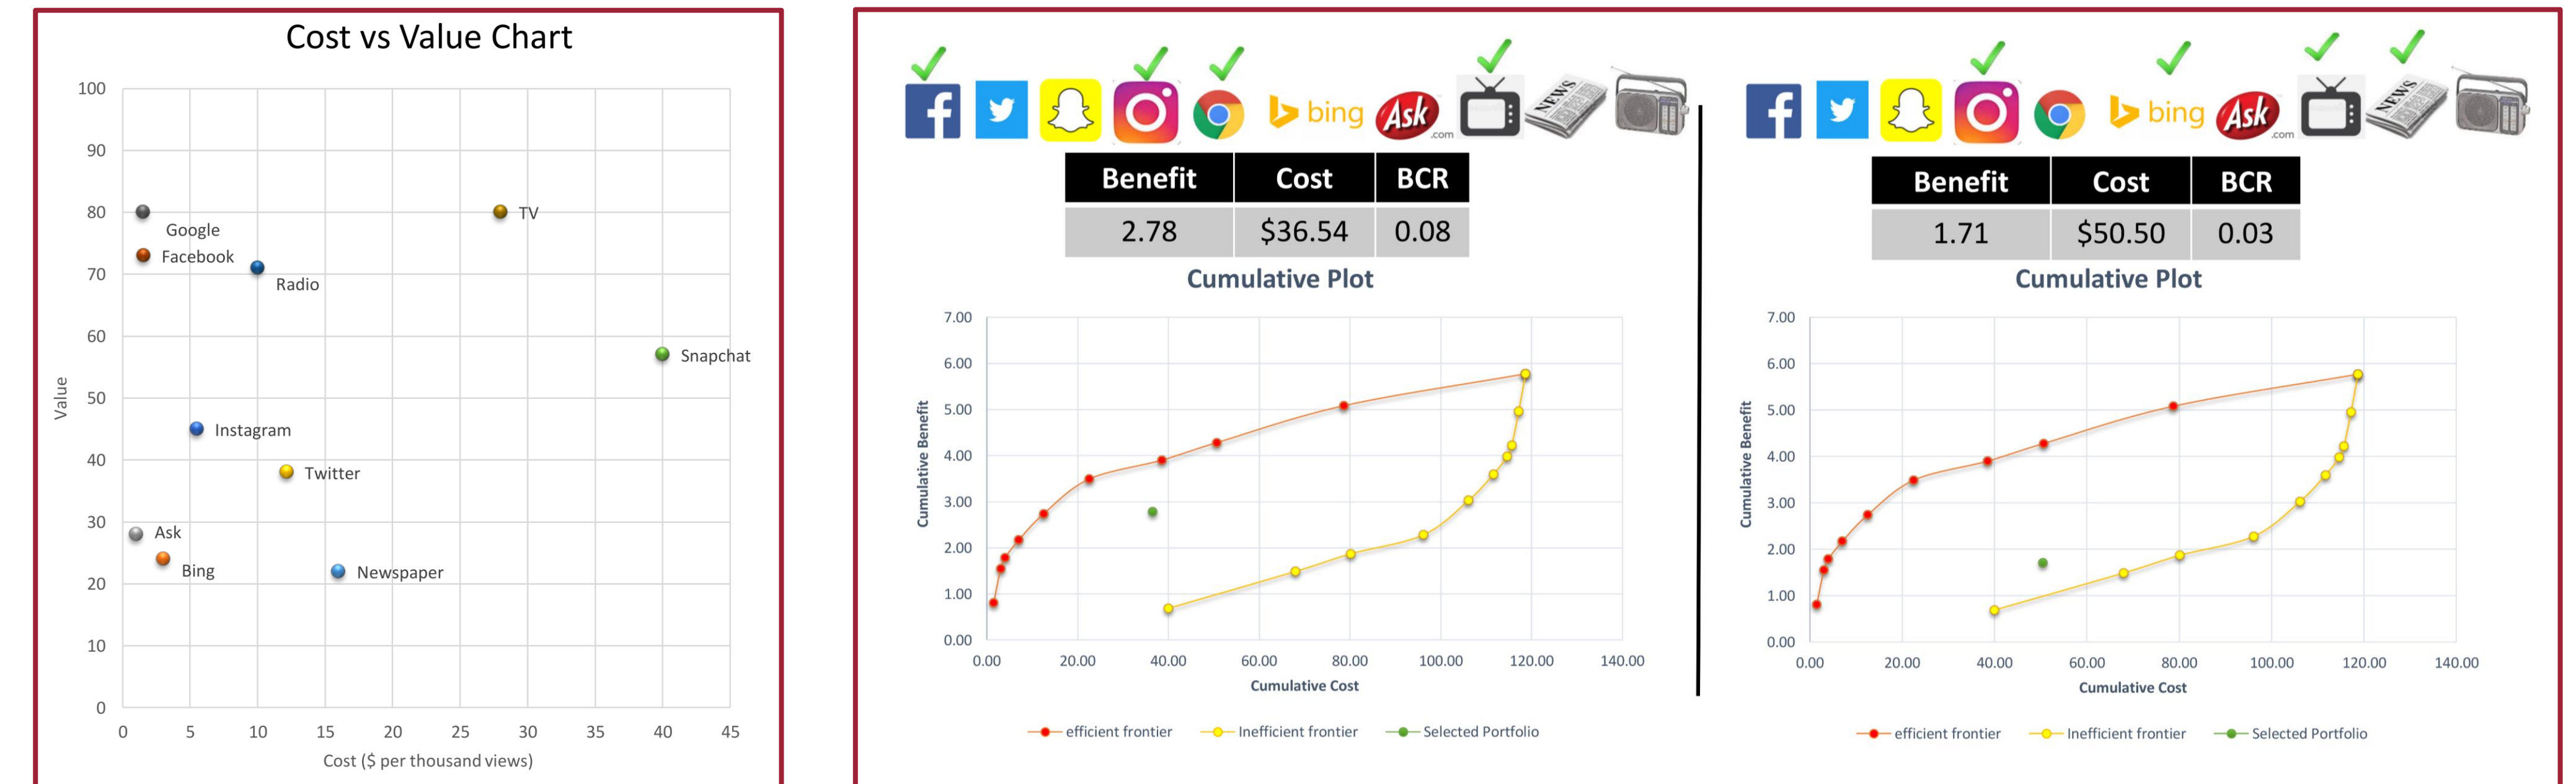 Cost vs Value Chart
100
90
80
70
60
50
40
30
20
10
0
Value
Google
Facebook
Radio
TV
Snapchat
Instagram
Twitter
Ask
Bing
Newspaper
0 5 10 15 20 25 30 35 40 45
Cost ($ per thousand views)
f bing Ask .com NEWS
Benefit Cost BCR
2.78 $36.54 0.08
Cumulative Plot
7.00
6.00
5.00
4.00
3.00
2.00
1.00
0.00
Cumulative Benefit
0.00 20.00 40.00 60.00 80.00 100.00 120.00 140.00
Cumulative Cost
efficient frontier Inefficient frontier Selected Portfolio
f bing Ask .com NEWS
Benefit Cost BCR
1.71 $50.50 0.03
Cumulative Plot
7.00
6.00
5.00
4.00
3.00
2.00
1.00
0.00
Cumulative Benefit
0.00 20.00 40.00 60.00 80.00 100.00 120.00 140.00
Cumulative Cost
efficient frontier Inefficient frontier Selected Portfolio